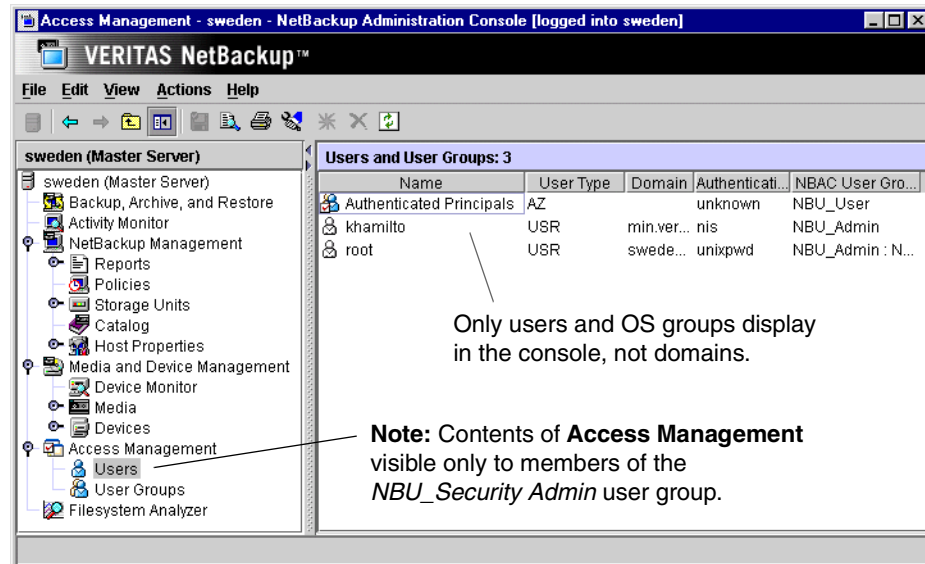 Access Management - sweden - NetBackup Administration Console [logged into sweden]
VERITAS NetBackup™
File Edit View Actions Help
sweden (Master Server)
sweden (Master Server)
Backup, Archive, and Restore
Activity Monitor
NetBackup Management
Reports
Policies
Storage Units
Catalog
Host Properties
Media and Device Management
Device Monitor
Media
Devices
Access Management
Users
User Groups
Filesystem Analyzer
Users and User Groups: 3
Name User Type Domain Authenticati... NBAC User Gro...
Authenticated Principals AZ unknown NBU_User
khamilto USR min.ver... nis NBU_Admin
root USR swede... unixpwd NBU_Admin : N...
Only users and OS groups display
in the console, not domains.
Note: Contents of Access Management
visible only to members of the
NBU_Security Admin user group.